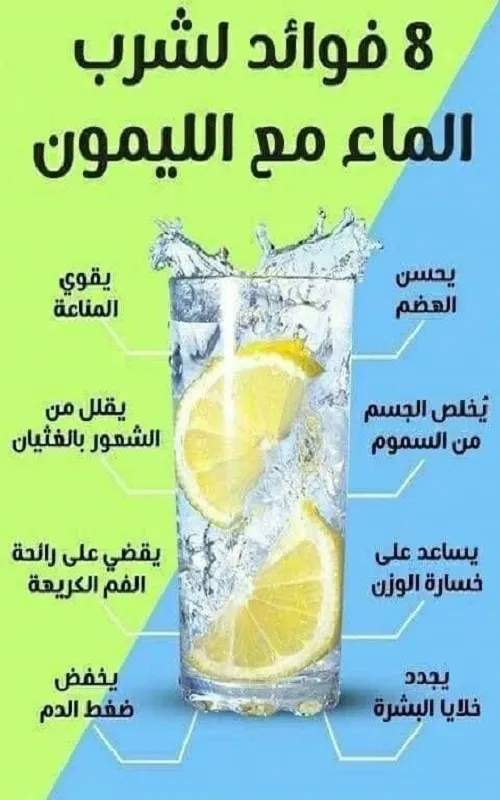 8 فوائد لشرب
الماء مع الليمون
يحسن
الهضم
يقوي
المناعة
يُخلص الجسم
من السموم
يقلل من
الشعور بالغثيان
يساعد على
خسارة الوزن
يقضي على رائحة
الفم الكريهة
يجدد
خلايا البشرة
يخفض
ضغط الدم